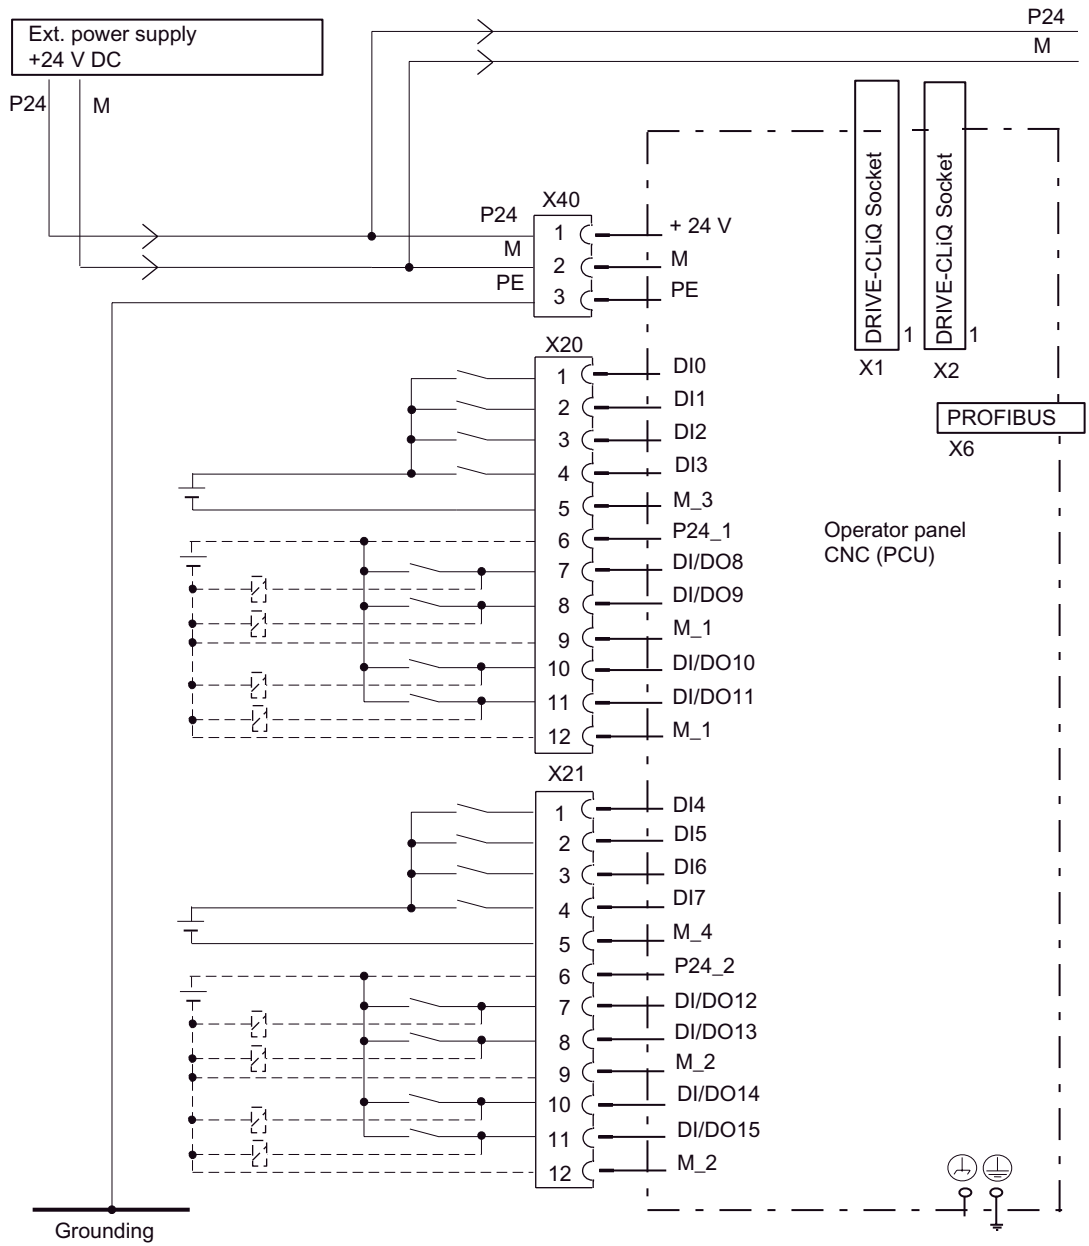 Ext. power supply
+24 V DC
P24
M
P24
M
X40
P24
1
+ 24 V
M
2
M
PE
3
PE
DRIVE-CLiQ Socket
1
X1
DRIVE-CLiQ Socket
1
X2
PROFIBUS
X6
Operator panel
CNC (PCU)
X20
1
DI0
2
DI1
3
DI2
4
DI3
5
M_3
6
P24_1
7
DI/DO8
8
DI/DO9
9
M_1
10
DI/DO10
11
DI/DO11
12
M_1
X21
1
DI4
2
DI5
3
DI6
4
DI7
5
M_4
6
P24_2
7
DI/DO12
8
DI/DO13
9
M_2
10
DI/DO14
11
DI/DO15
12
M_2
Grounding